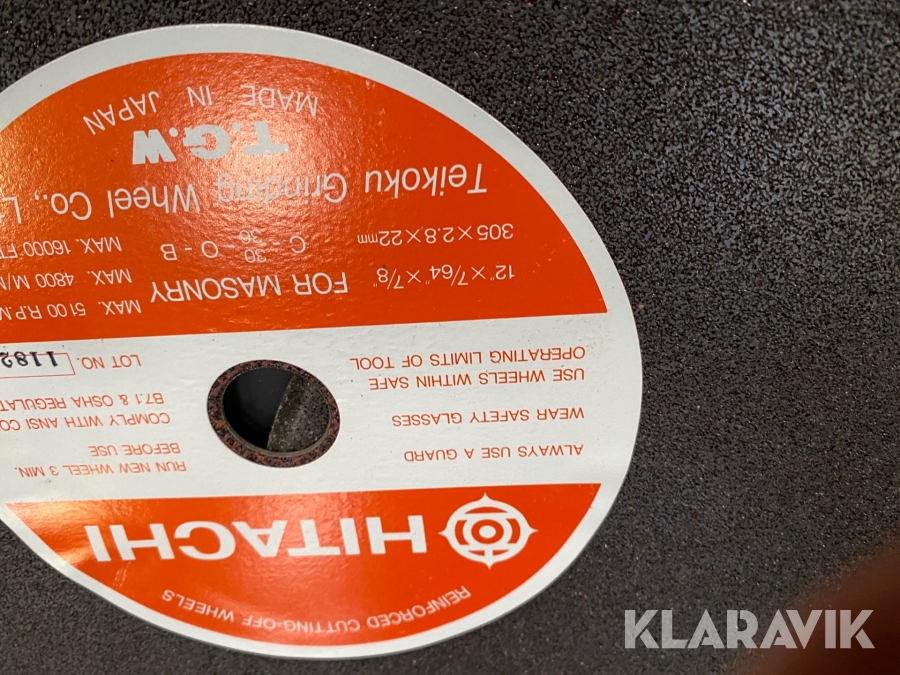 REINFORCED CUTTING-OFF WHEELS
HITACHI
ALWAYS USE A GUARD
WEAR SAFETY GLASSES
USE WHEELS WITHIN SAFE
OPERATING LIMITS OF TOOL
RUN NEW WHEEL 3 MIN.
BEFORE USE
COMPLY WITH ANSI
B7.1 & OSHA
LOT NO.
12" × 7/64" × 7/8"
305 × 2.8 × 22mm
FOR MASONRY
C - 30/36 - O - B
MAX. 5100
MAX. 4800
MAX. 16000
Teikoku Grinding Wheel Co.,
T.G.W
MADE IN JAPAN
KLARAVIK